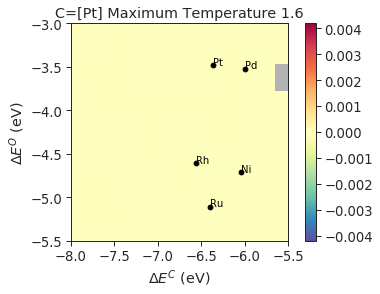 C=[Pt] Maximum Temperature 1.6
−3.0
−3.5
−4.0
−4.5
−5.0
−5.5
ΔE^O (eV)
Pt
Pd
Rh
Ni
Ru
−8.0 −7.5 −7.0 −6.5 −6.0 −5.5
ΔE^C (eV)
0.004
0.003
0.002
0.001
0.000
−0.001
−0.002
−0.003
−0.004